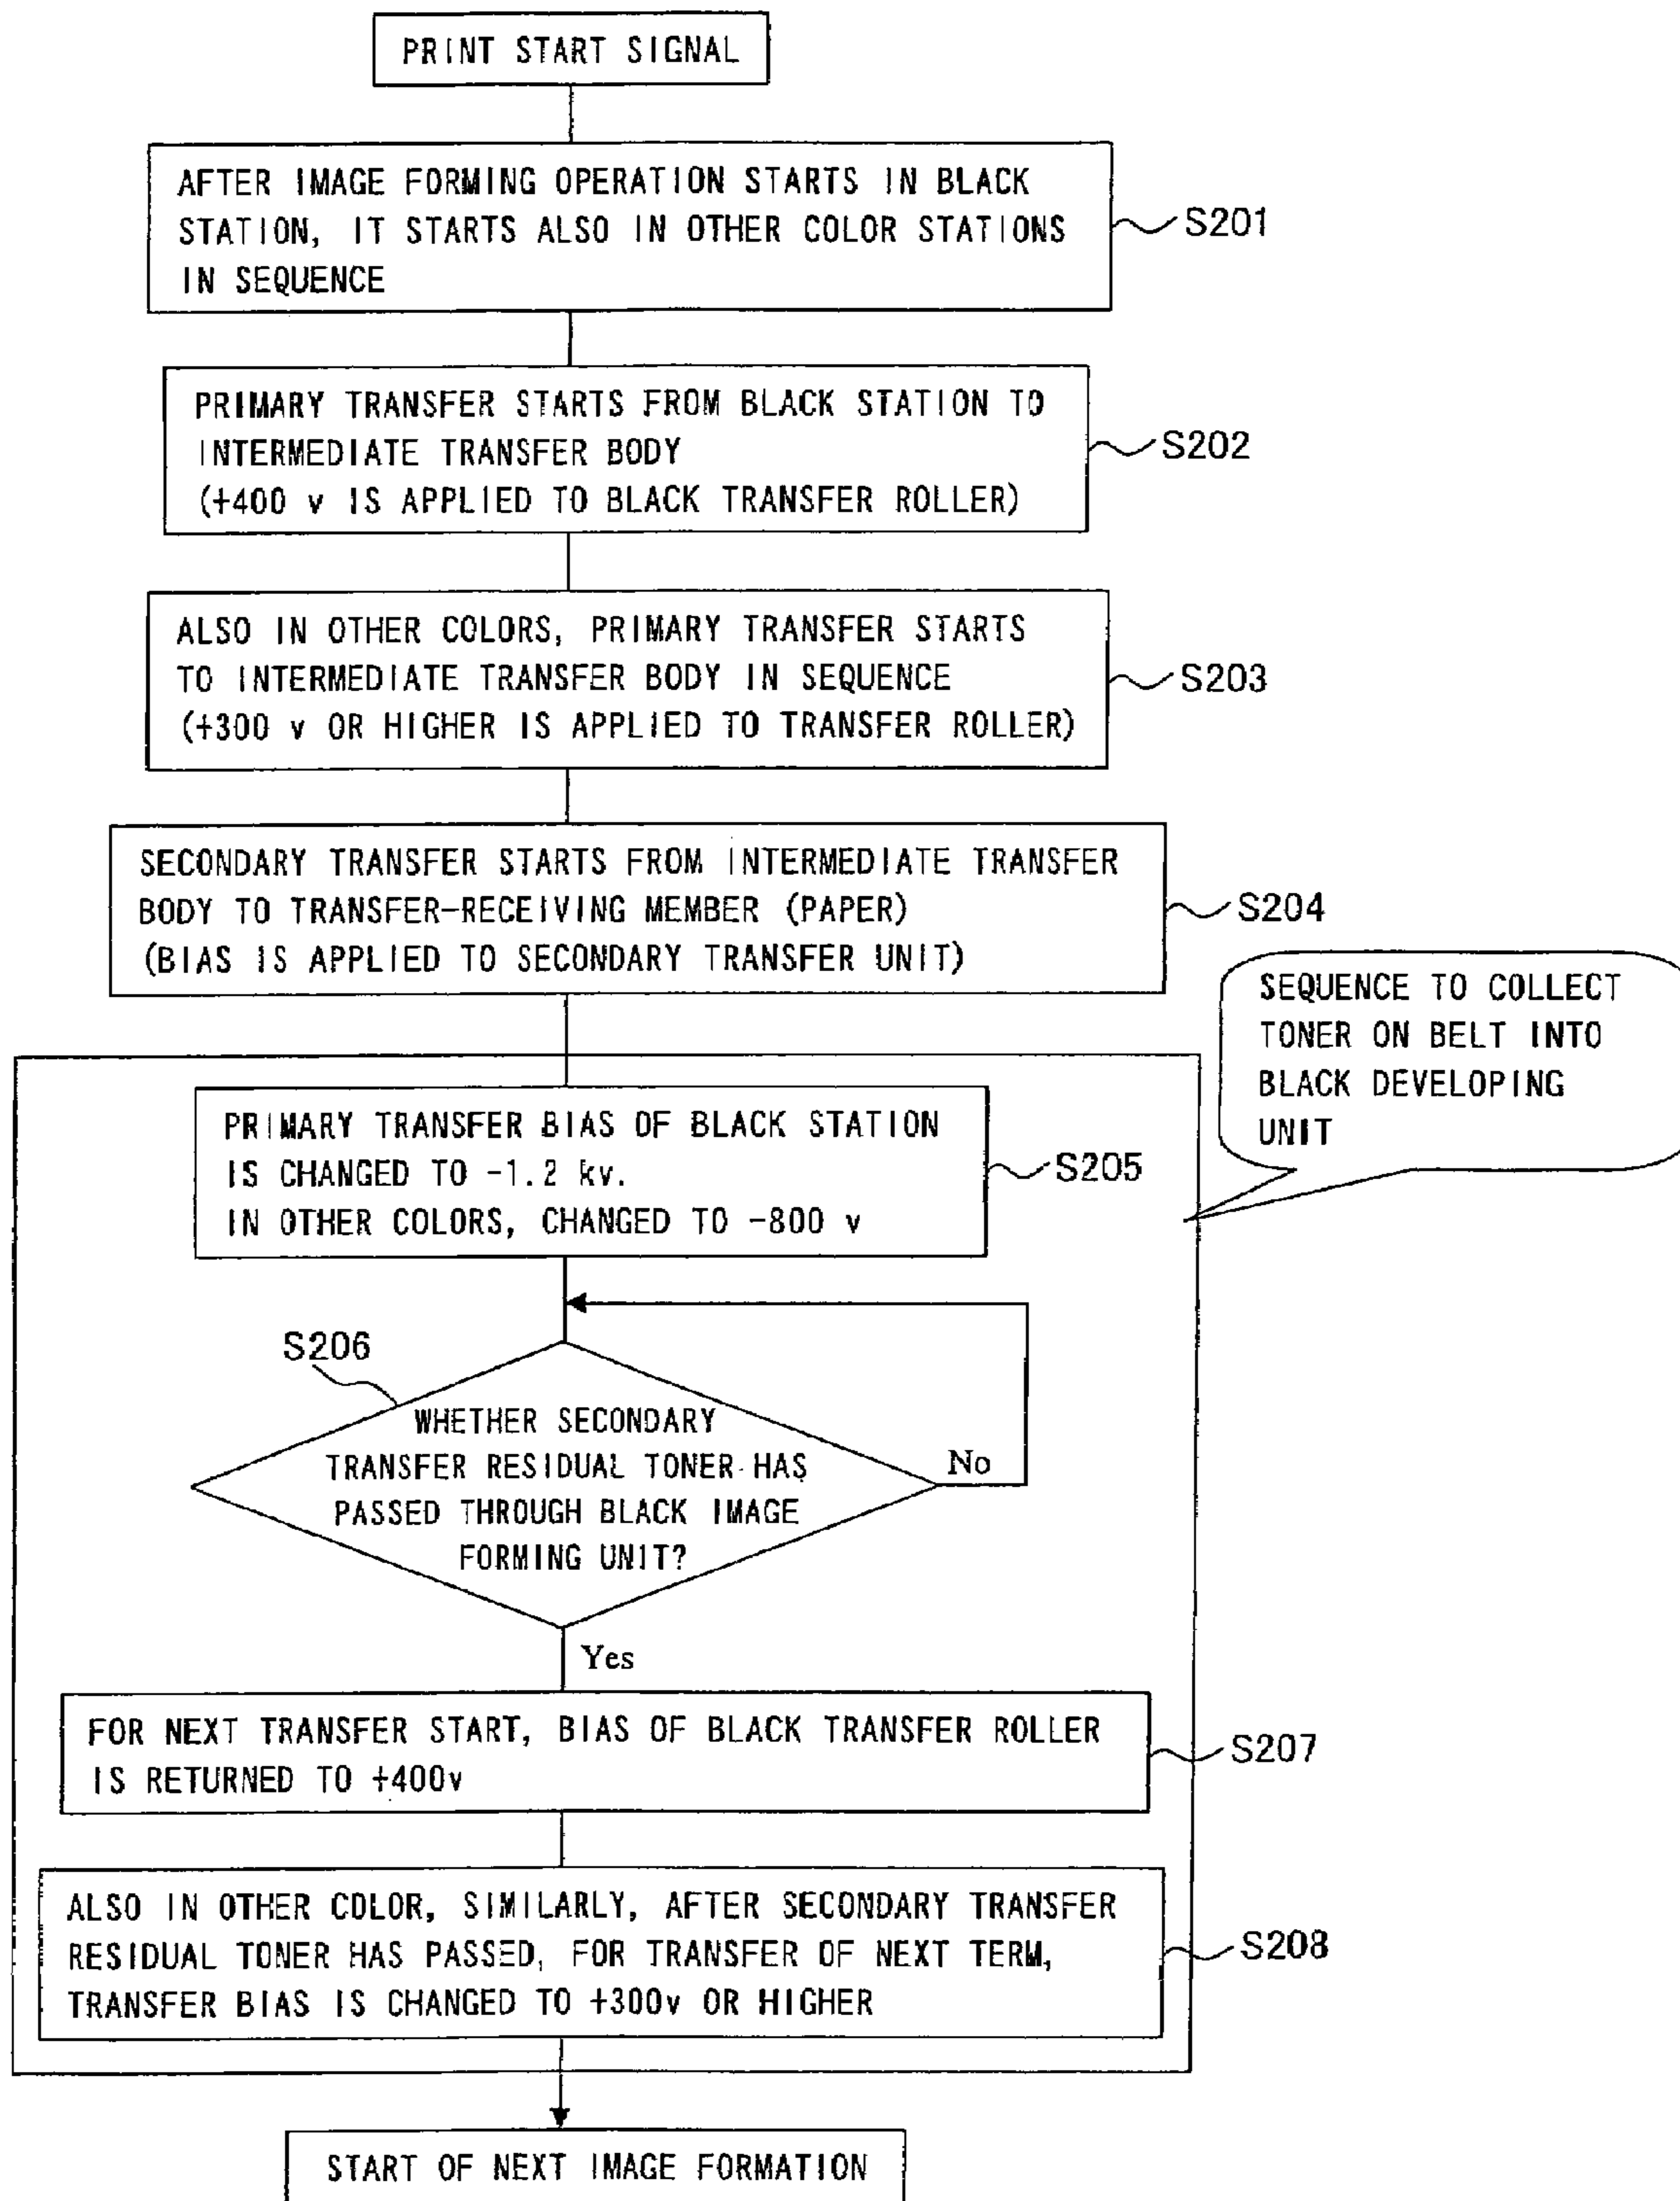 PRINT START SIGNAL
AFTER IMAGE FORMING OPERATION STARTS IN BLACK
STATION, IT STARTS ALSO IN OTHER COLOR STATIONS
IN SEQUENCE
S201
PRIMARY TRANSFER STARTS FROM BLACK STATION TO
INTERMEDIATE TRANSFER BODY
(+400 v IS APPLIED TO BLACK TRANSFER ROLLER)
S202
ALSO IN OTHER COLORS, PRIMARY TRANSFER STARTS
TO INTERMEDIATE TRANSFER BODY IN SEQUENCE
(+300 v OR HIGHER IS APPLIED TO TRANSFER ROLLER)
S203
SECONDARY TRANSFER STARTS FROM INTERMEDIATE TRANSFER
BODY TO TRANSFER-RECEIVING MEMBER (PAPER)
(BIAS IS APPLIED TO SECONDARY TRANSFER UNIT)
S204
SEQUENCE TO COLLECT
TONER ON BELT INTO
BLACK DEVELOPING
UNIT
PRIMARY TRANSFER BIAS OF BLACK STATION
IS CHANGED TO -1.2 kv.
IN OTHER COLORS, CHANGED TO -800 v
S205
S206
WHETHER SECONDARY
TRANSFER RESIDUAL TONER HAS
PASSED THROUGH BLACK IMAGE
FORMING UNIT?
No
Yes
FOR NEXT TRANSFER START, BIAS OF BLACK TRANSFER ROLLER
IS RETURNED TO +400v
S207
ALSO IN OTHER COLOR, SIMILARLY, AFTER SECONDARY TRANSFER
RESIDUAL TONER HAS PASSED, FOR TRANSFER OF NEXT TERM,
TRANSFER BIAS IS CHANGED TO +300v OR HIGHER
S208
START OF NEXT IMAGE FORMATION